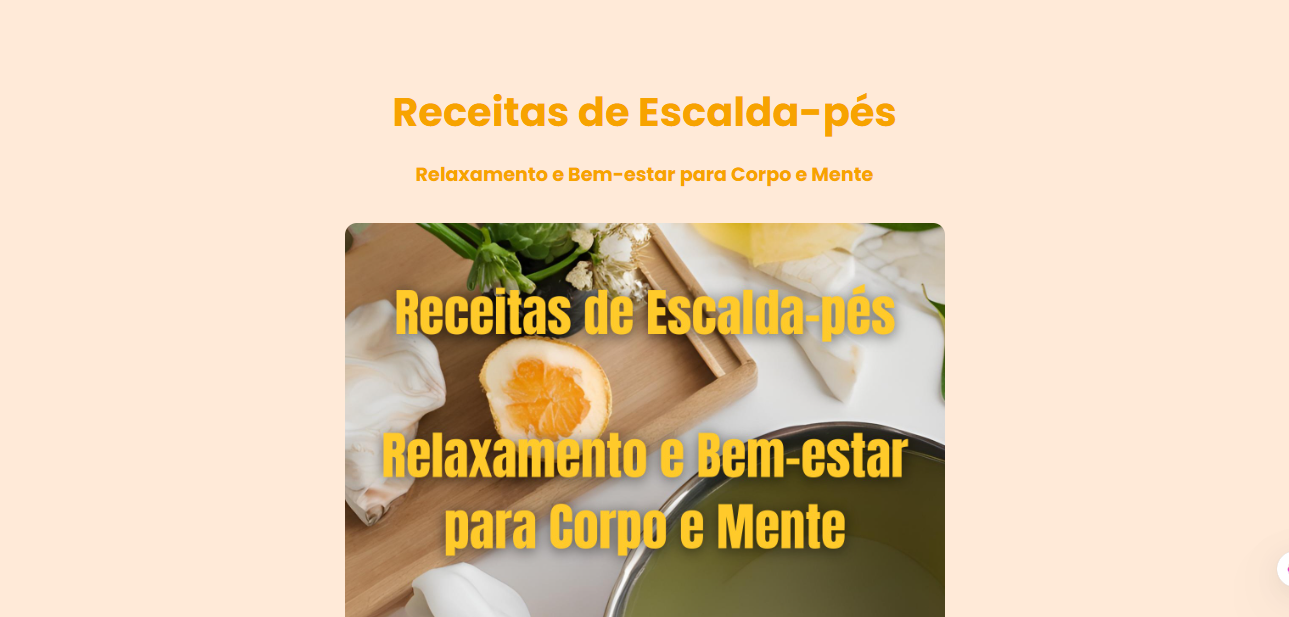 Receitas de Escalda-pés
Relaxamento e Bem-estar para Corpo e Mente
Receitas de Escalda-pés
Relaxamento e Bem-estar
para Corpo e Mente